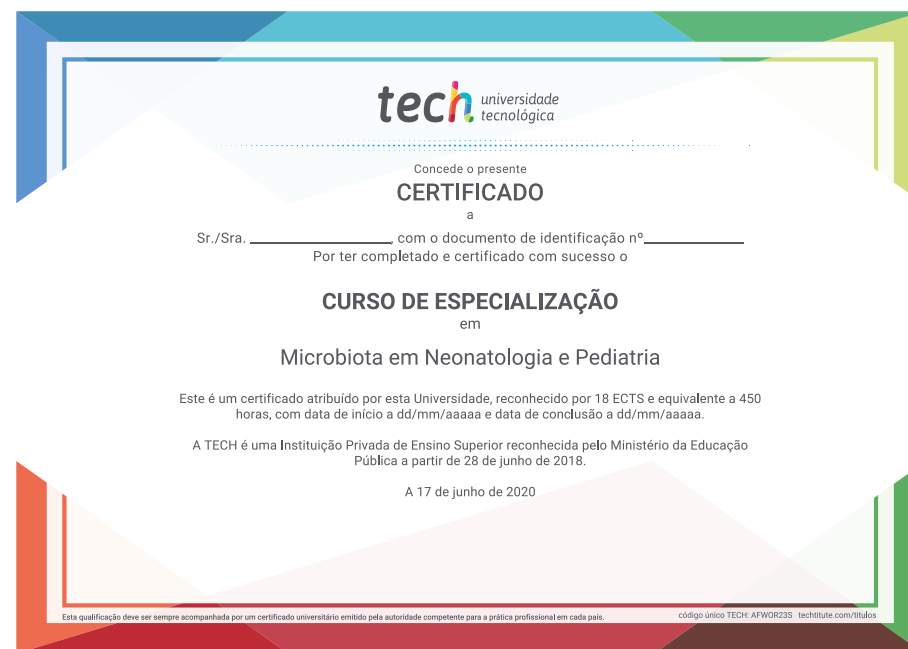 tech universidade
tecnológica
Concede o presente
CERTIFICADO
a
Sr./Sra. __________________, com o documento de identificação nº____________
Por ter completado e certificado com sucesso o
CURSO DE ESPECIALIZAÇÃO
em
Microbiota em Neonatologia e Pediatria
Este é um certificado atribuído por esta Universidade, reconhecido por 18 ECTS e equivalente a 450
horas, com data de início a dd/mm/aaaaa e data de conclusão a dd/mm/aaaaa.
A TECH é uma Instituição Privada de Ensino Superior reconhecida pelo Ministério da Educação
Pública a partir de 28 de junho de 2018.
A 17 de junho de 2020
Esta qualificação deve ser sempre acompanhada por um certificado universitário emitido pela autoridade competente para a prática profissional em cada país.
código único TECH: AFWOR23S techtitute.com/titulos